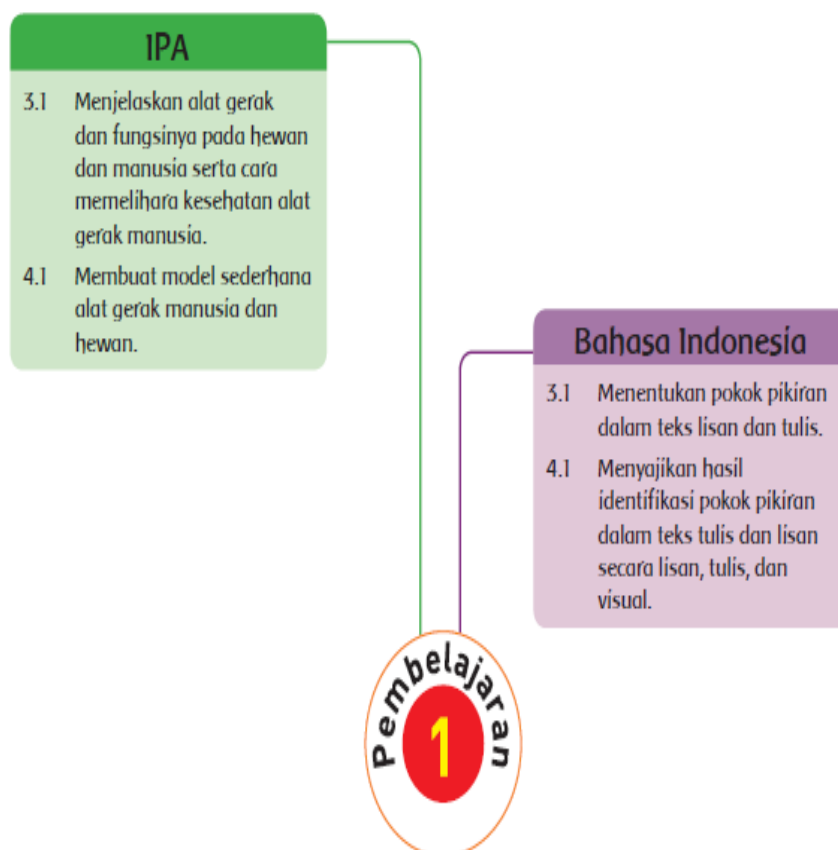 IPA
3.1 Menjelaskan alat gerak
dan fungsinya pada hewan
dan manusia serta cara
memelihara kesehatan alat
gerak manusia.
4.1 Membuat model sederhana
alat gerak manusia dan
hewan.
Bahasa Indonesia
3.1 Menentukan pokok pikiran
dalam teks lisan dan tulis.
4.1 Menyajikan hasil
identifikasi pokok pikiran
dalam teks tulis dan lisan
secara lisan, tulis, dan
visual.
Pembelajaran
1